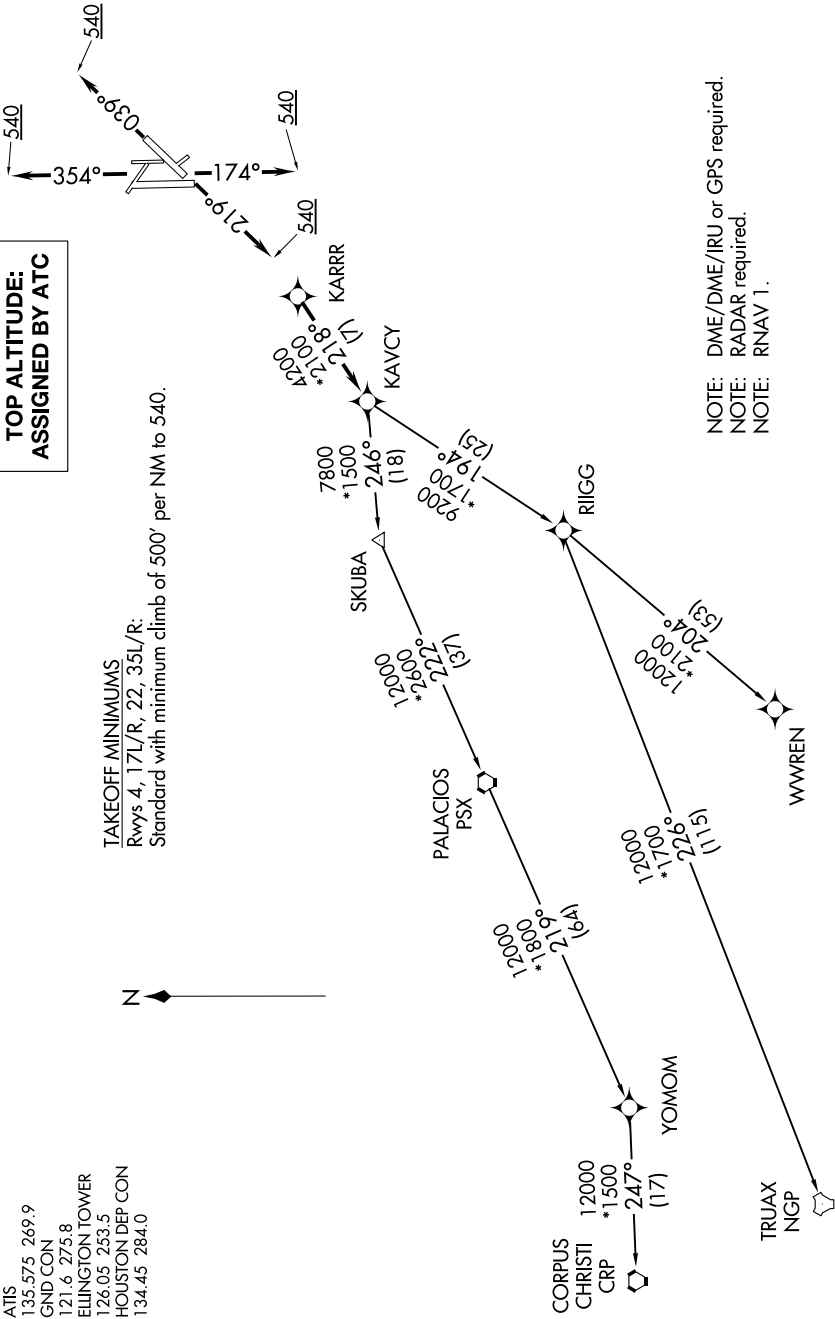 ATIS
135.575 269.9
GND CON
121.6 275.8
ELLINGTON TOWER
126.05 253.5
HOUSTON DEP CON
134.45 284.0
TOP ALTITUDE:
ASSIGNED BY ATC
TAKEOFF MINIMUMS
Rwys 4, 17L/R, 22, 35L/R:
Standard with minimum climb of 500' per NM to 540.
N
540
354°
540
039°
540
174°
540
219°
KARRR
4200
*2100
218°
(7)
KAVCY
7800
*1500
246°
(18)
SKUBA
9200
*1700
194°
(25)
RIIGG
12000
*2600
222°
(37)
PALACIOS
PSX
12000
*2100
204°
(53)
WWREN
12000
*1800
219°
(64)
YOMOM
12000
*1700
226°
(115)
TRUAX
NGP
12000
*1500
247°
(17)
CORPUS
CHRISTI
CRP
NOTE: DME/DME/IRU or GPS required.
NOTE: RADAR required.
NOTE: RNAV 1.